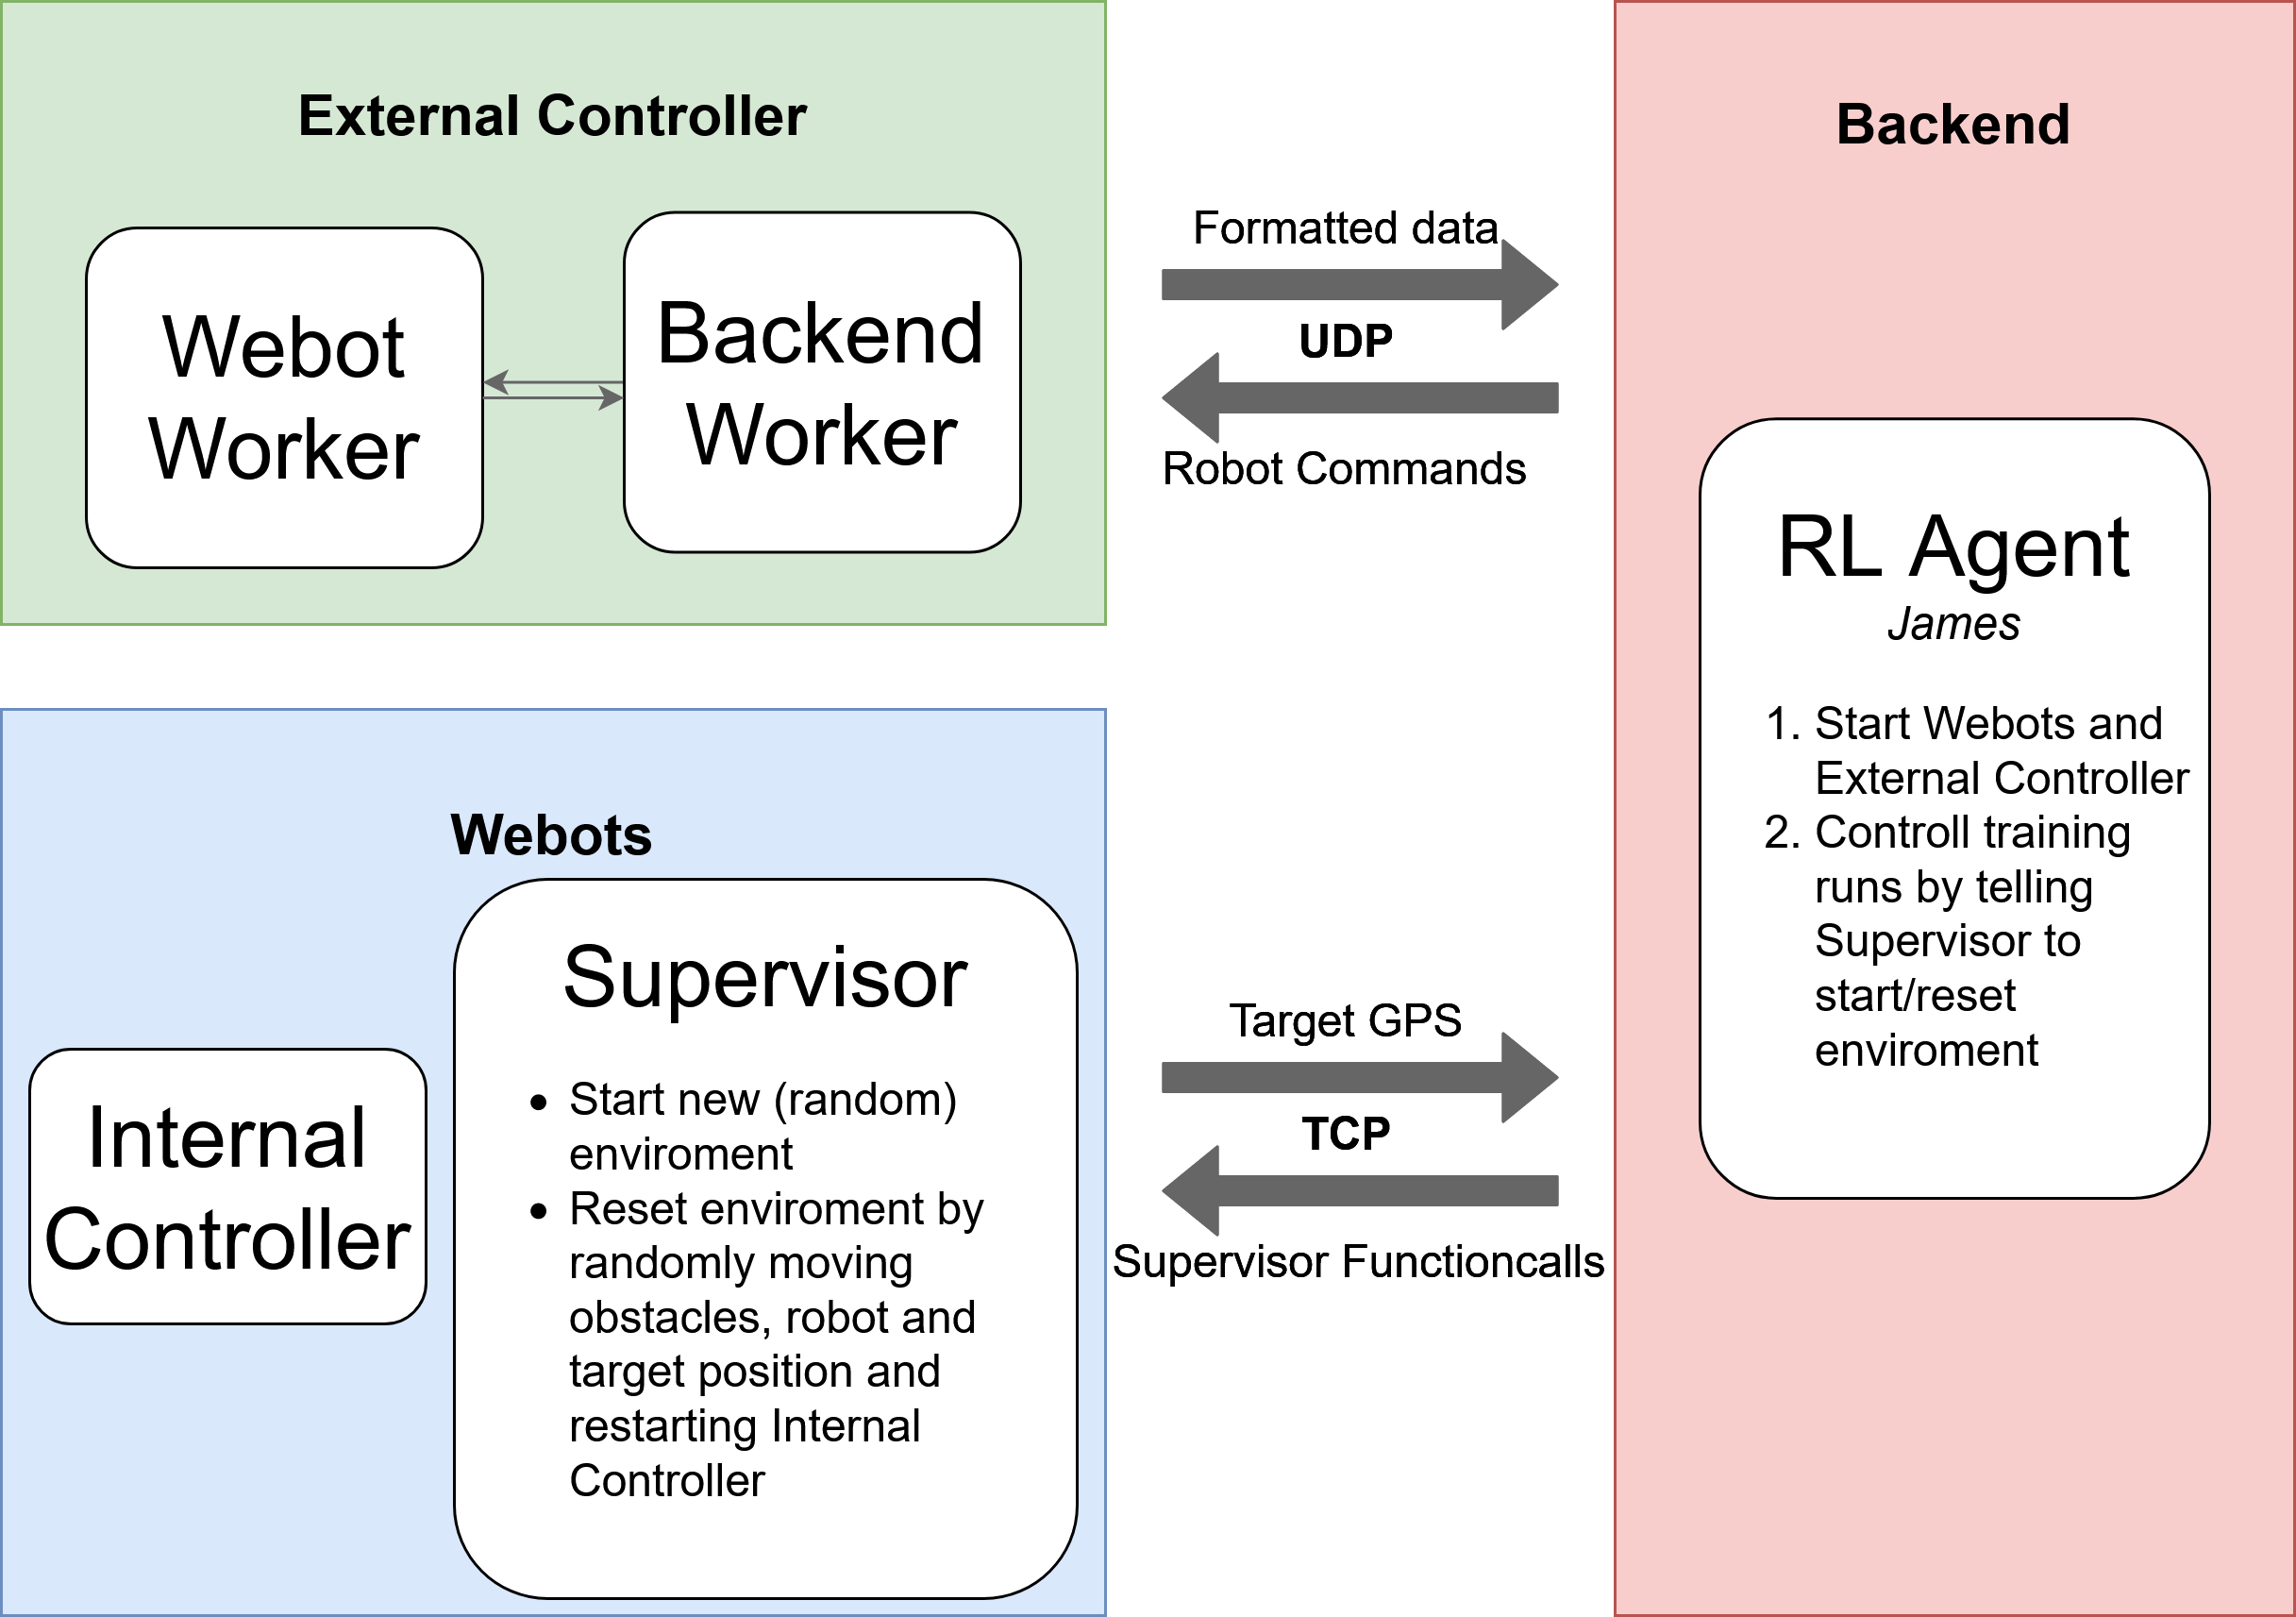 External Controller
Webot
Worker
Backend
Worker
Formatted data
UDP
Robot Commands
Backend
RL Agent
James
1. Start Webots and
External Controller
2. Controll training
runs by telling
Supervisor to
start/reset
enviroment
Webots
Internal
Controller
Supervisor
• Start new (random)
enviroment
• Reset enviroment by
randomly moving
obstacles, robot and
target position and
restarting Internal
Controller
Target GPS
TCP
Supervisor Functioncalls